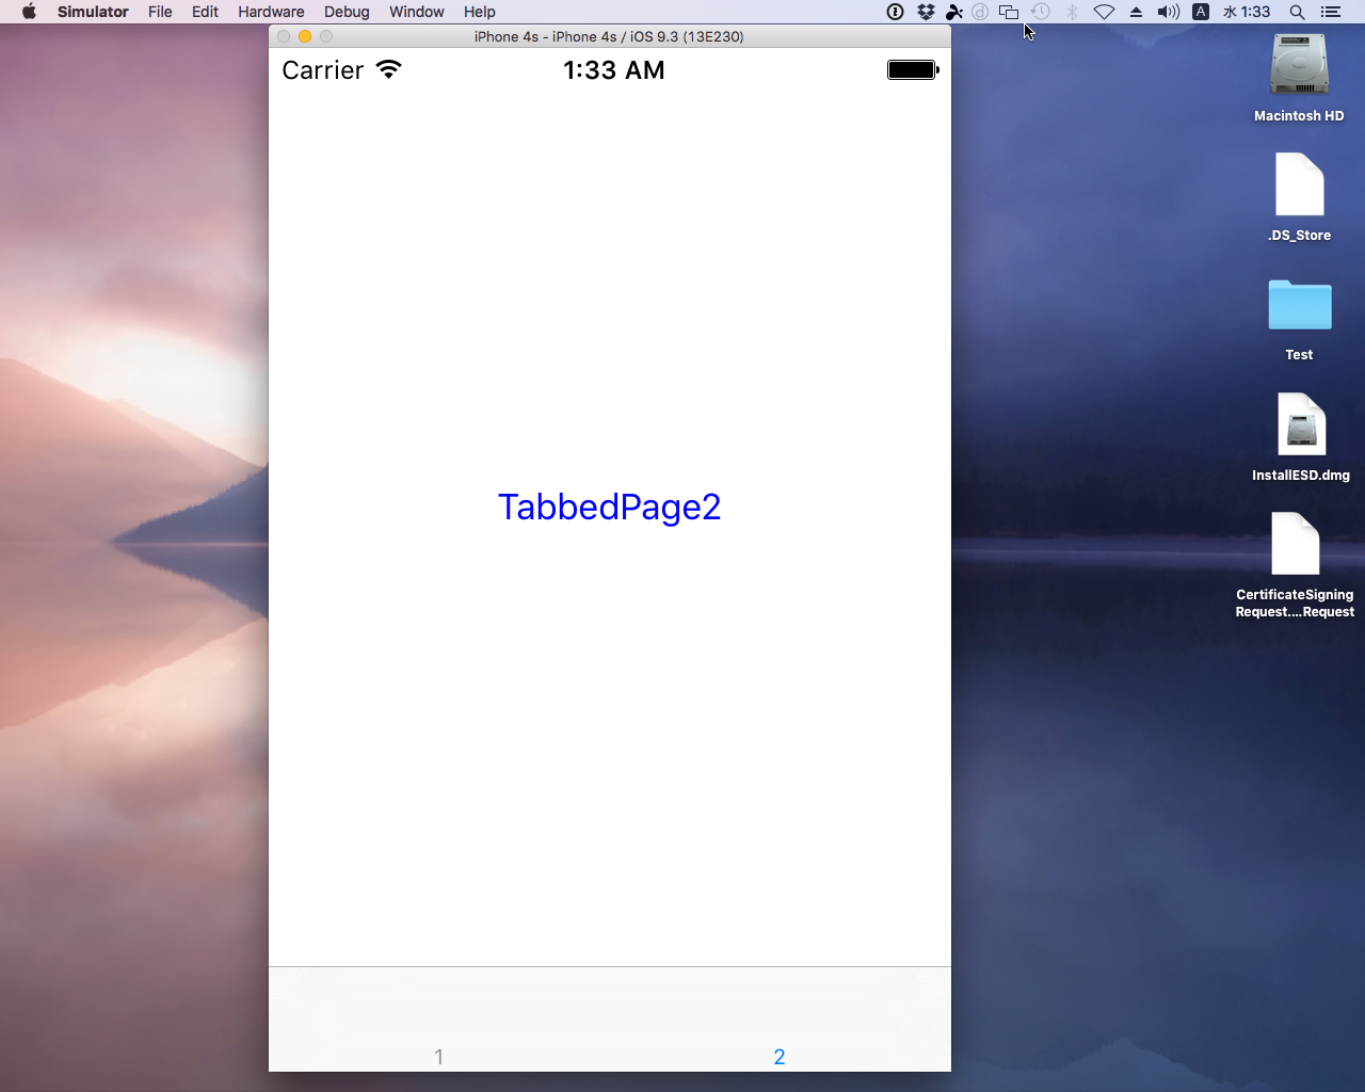 Simulator File Edit Hardware Debug Window Help A 水 1:33
iPhone 4s - iPhone 4s / iOS 9.3 (13E230)
Carrier 1:33 AM
Macintosh HD
.DS_Store
Test
InstallESD.dmg
TabbedPage2
CertificateSigning
Request....Request
1 2